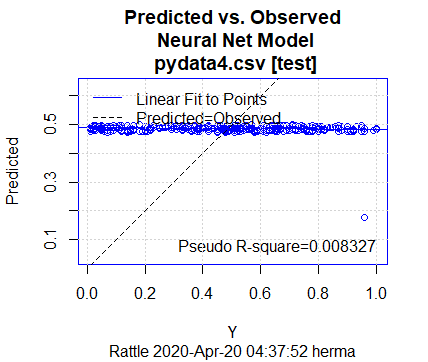 Predicted vs. Observed
Neural Net Model
pydata4.csv [test]
Linear Fit to Points
Predicted=Observed
Predicted
0.5
0.3
0.1
Pseudo R-square=0.008327
0.0 0.2 0.4 0.6 0.8 1.0
Y
Rattle 2020-Apr-20 04:37:52 herma